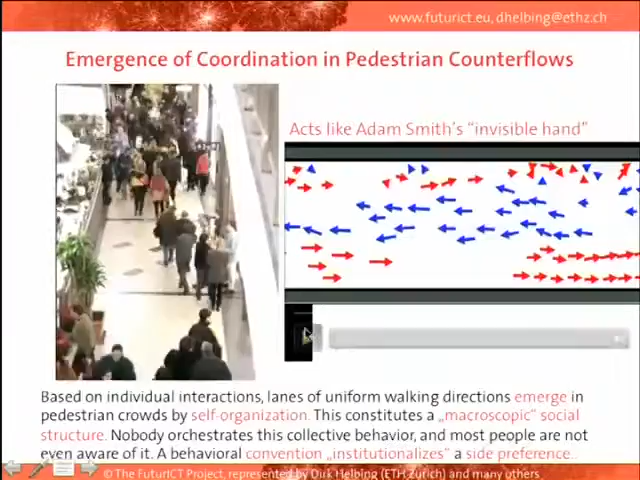 www.futurict.eu, dhelbing@ethz.ch
Emergence of Coordination in Pedestrian Counterflows
Acts like Adam Smith's "invisible hand"
Based on individual interactions, lanes of uniform walking directions emerge in
pedestrian crowds by self-organization. This constitutes a „macroscopic“ social
structure. Nobody orchestrates this collective behavior, and most people are not
even aware of it. A behavioral convention „institutionalizes“ a side preference..
© The FuturICT Project, represented by Dirk Helbing (ETH Zurich) and many others